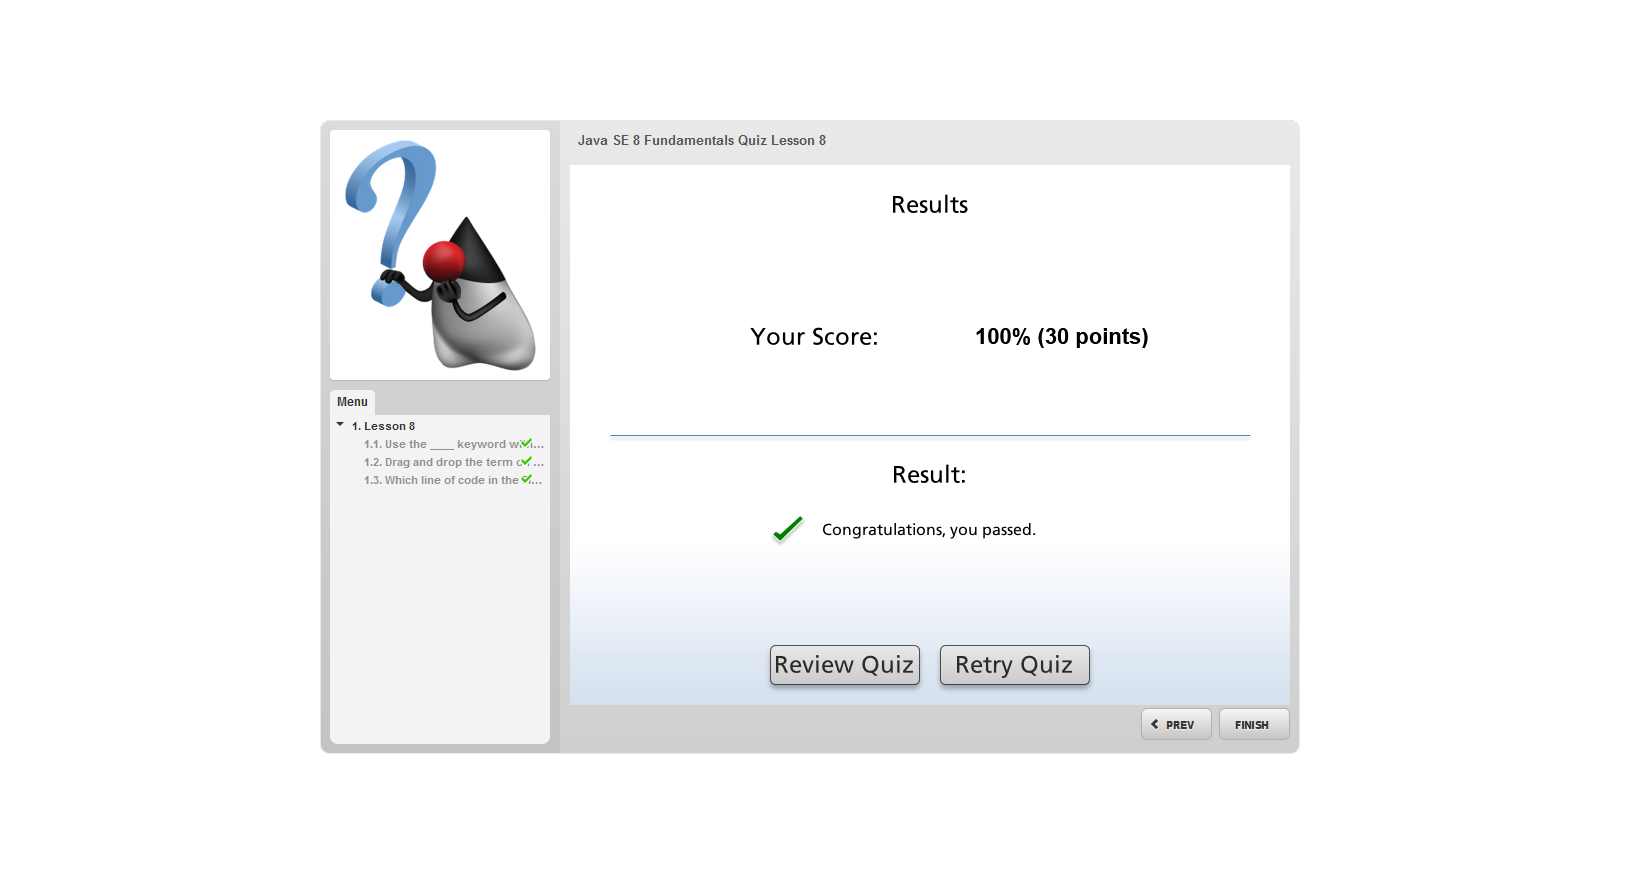 Java SE 8 Fundamentals Quiz Lesson 8
Results
Your Score: 100% (30 points)
Result:
Congratulations, you passed.
Review Quiz Retry Quiz
PREV FINISH
Menu
1. Lesson 8
1.1. Use the ____ keyword ...
1.2. Drag and drop the term ...
1.3. Which line of code in the ...